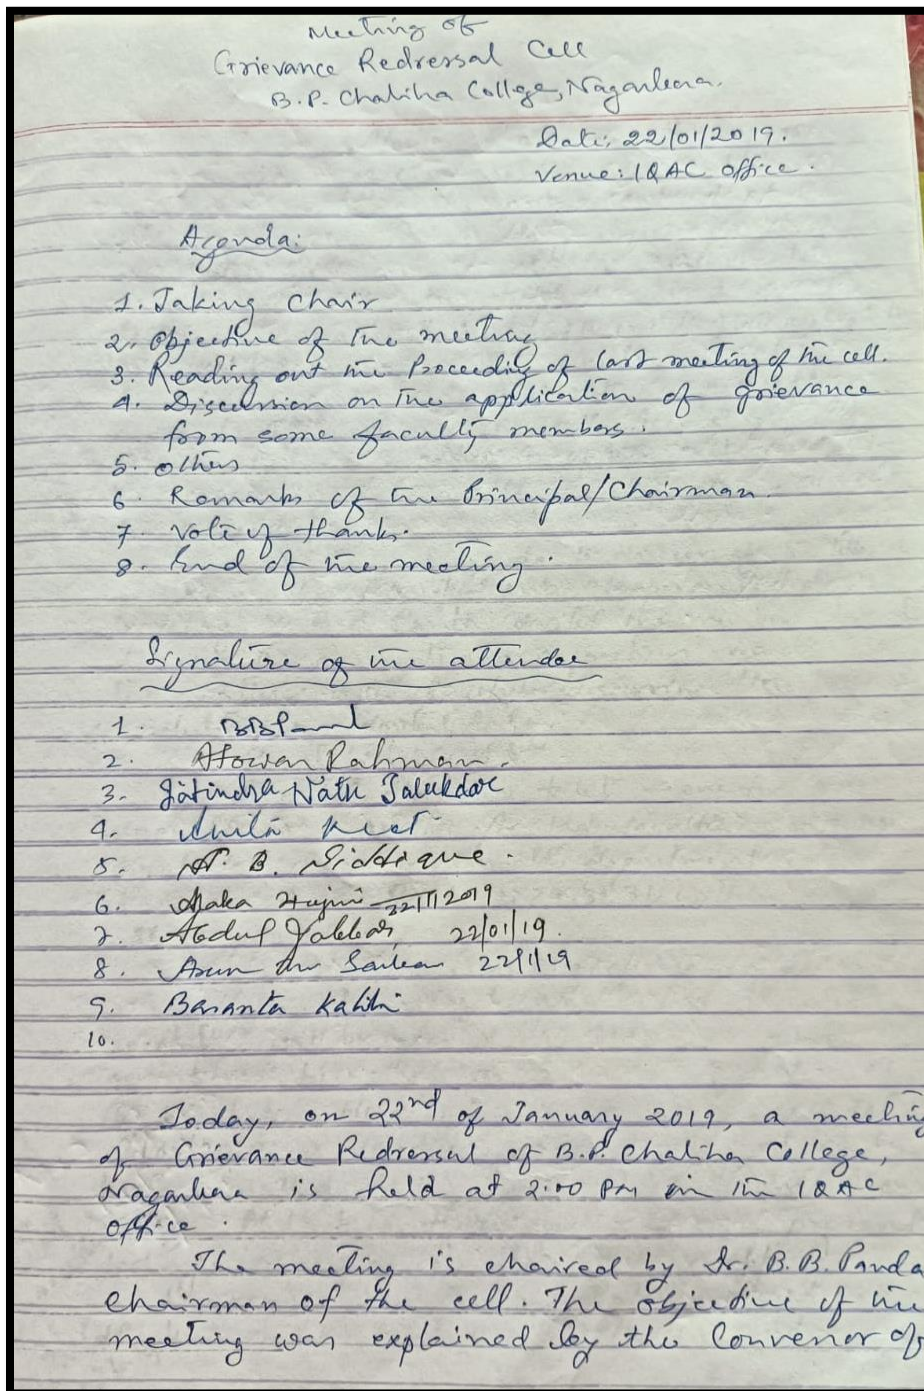 Meeting of
Grievance Redressal Cell
B.P. Chaliha College, Nagarbera.
Date: 22/01/2019.
Venue: IQAC office.
Agenda:
1. Taking Chair
2. Objective of the meeting
3. Reading out the Proceeding of last meeting of the cell.
4. Discussion on the application of grievance
from some faculty members.
5. Others
6. Remarks of the Principal/Chairman.
7. Vote of thanks.
8. End of the meeting.
Signature of the attendee
1.
2. Atowar Rahman.
3. Jatindra Nath Talukdar
4. Anita
5. N. B. Siddique.
6. 22/1/2019
7. Abdul Jabbar 22/01/19.
8. 22/1/19
9. Basanta Kalita
10.
Today, on 22nd of January 2019, a meeting
of Grievance Redressal of B.P. Chaliha College,
Nagarbera is held at 2:00 PM in the IQAC
office.
The meeting is chaired by Dr. B.B. Panda
chairman of the cell. The objective of the
meeting was explained by the Convenor of